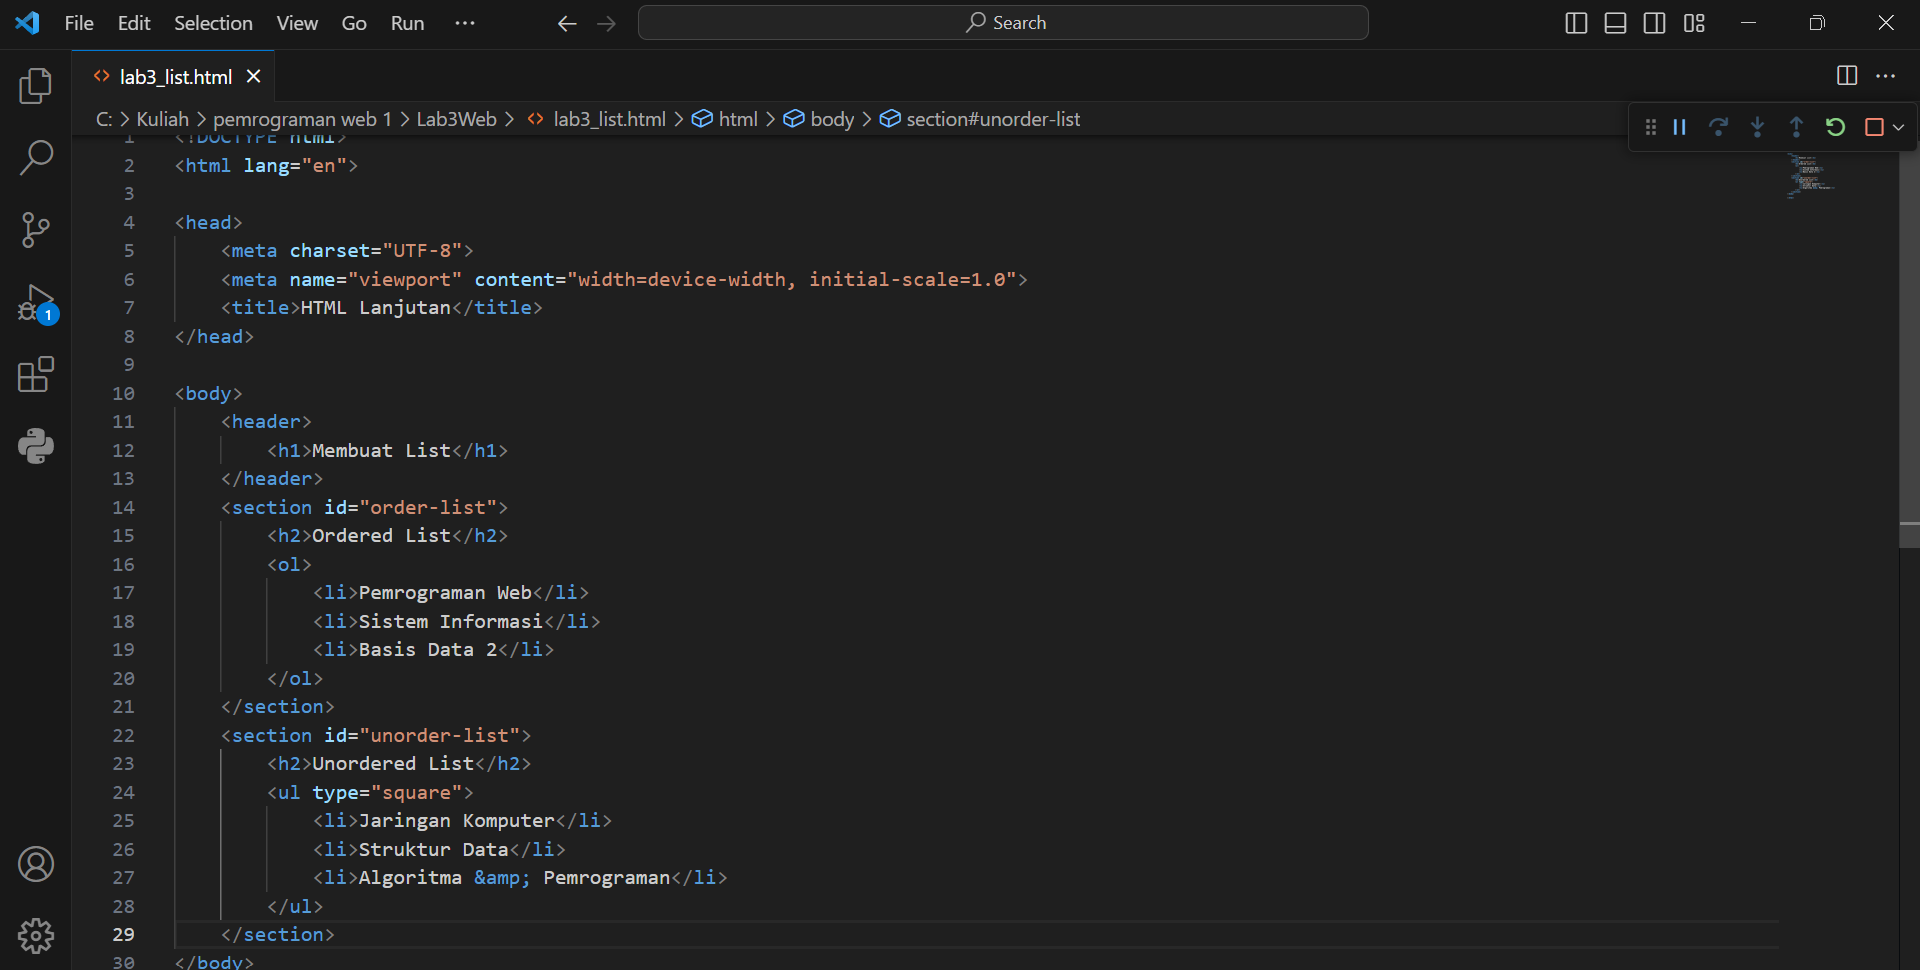 File Edit Selection View Go Run ··· Search
lab3_list.html
C: > Kuliah > pemrograman web 1 > Lab3Web > lab3_list.html > html > body > section#unorder-list
1 <!DOCTYPE html>
2 <html lang="en">
3
4 <head>
5 <meta charset="UTF-8">
6 <meta name="viewport" content="width=device-width, initial-scale=1.0">
7 <title>HTML Lanjutan</title>
8 </head>
9
10 <body>
11 <header>
12 <h1>Membuat List</h1>
13 </header>
14 <section id="order-list">
15 <h2>Ordered List</h2>
16 <ol>
17 <li>Pemrograman Web</li>
18 <li>Sistem Informasi</li>
19 <li>Basis Data 2</li>
20 </ol>
21 </section>
22 <section id="unorder-list">
23 <h2>Unordered List</h2>
24 <ul type="square">
25 <li>Jaringan Komputer</li>
26 <li>Struktur Data</li>
27 <li>Algoritma &amp; Pemrograman</li>
28 </ul>
29 </section>
30 </body>
1